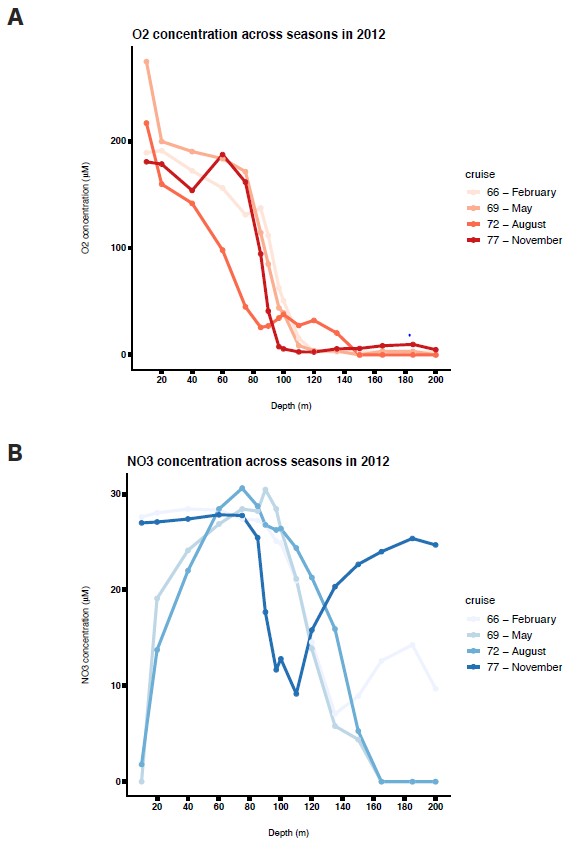 A
O2 concentration across seasons in 2012
O2 concentration (µM)
200
100
0
20 40 60 80 100 120 140 160 180 200
Depth (m)
cruise
66 – February
69 – May
72 – August
77 – November
B
NO3 concentration across seasons in 2012
NO3 concentration (µM)
30
20
10
0
20 40 60 80 100 120 140 160 180 200
Depth (m)
cruise
66 – February
69 – May
72 – August
77 – November